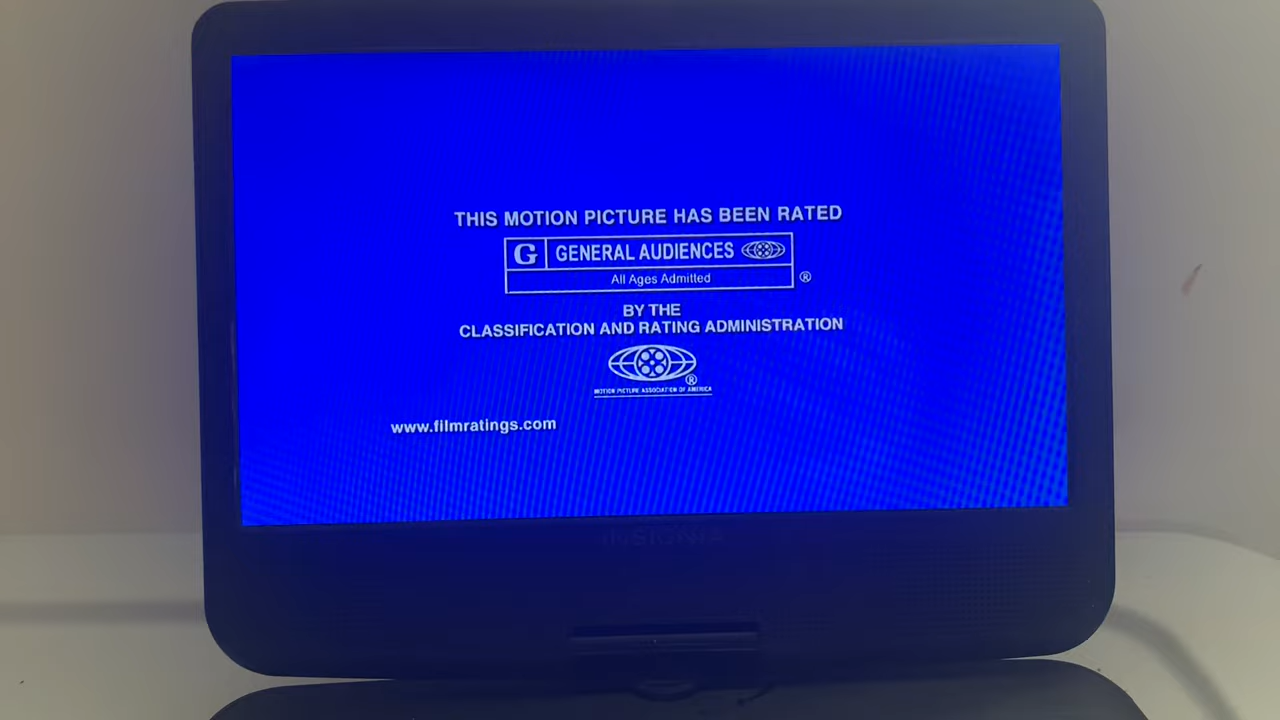 THIS MOTION PICTURE HAS BEEN RATED
G GENERAL AUDIENCES
All Ages Admitted
®
BY THE
CLASSIFICATION AND RATING ADMINISTRATION
®
MOTION PICTURE ASSOCIATION OF AMERICA
www.filmratings.com
INSIGNIA